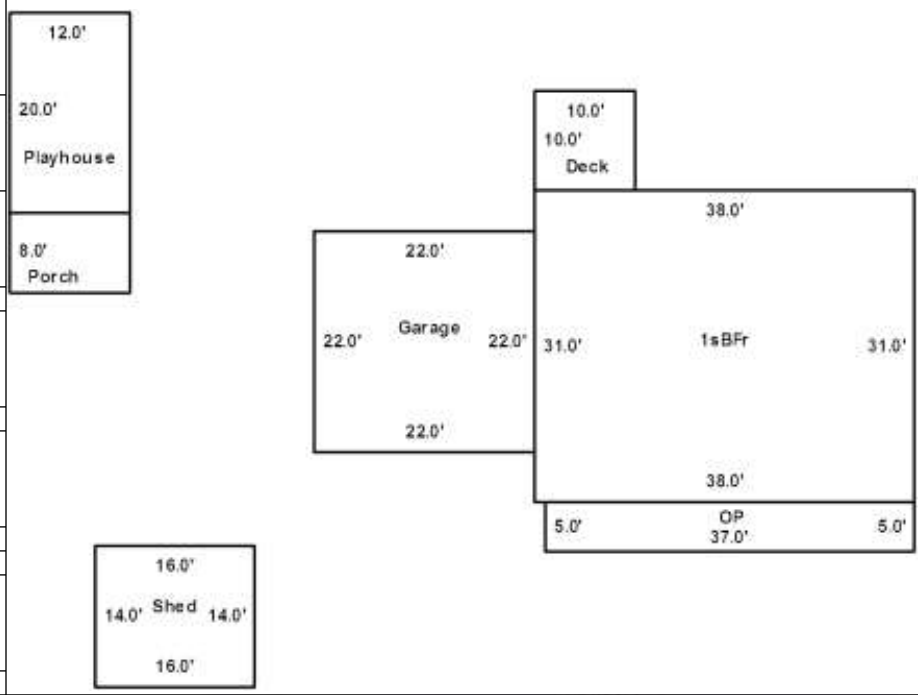 12.0'
20.0'
Playhouse
8.0'
Porch
10.0'
10.0'
Deck
38.0'
31.0' 1sBFr 31.0'
38.0'
22.0'
22.0' Garage 22.0'
22.0'
5.0' OP 5.0'
37.0'
16.0'
14.0' Shed 14.0'
16.0'